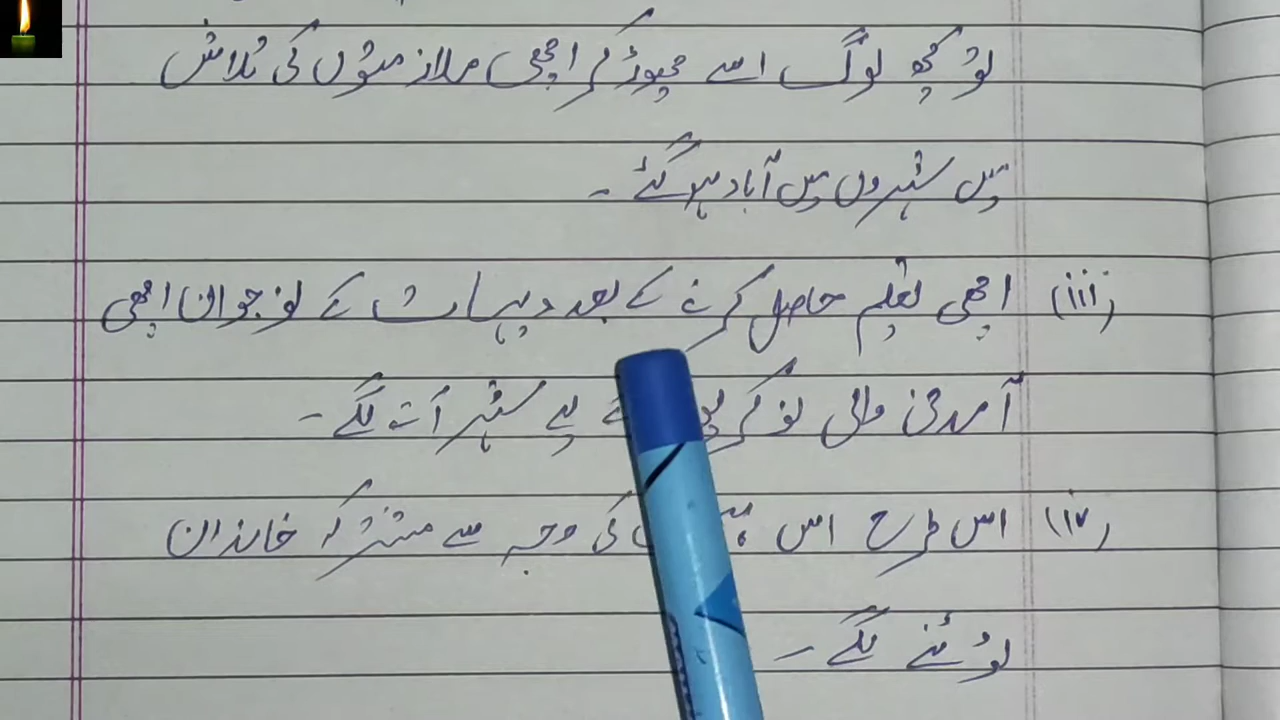 تو کچھ لوگ اسے چھوڑ کر اچھی ملازمتوں کی تلاش
میں شہروں میں آباد ہو گئے ۔
(iii) اچھی تعلیم حاصل کرنے کے بعد دیہات کے نوجوان اچھی
آمدنی والی نوکری لیے شہر آنے لگے ۔
(iv) اس طرح اس کی وجہ سے مشترکہ خاندان
ٹوٹنے لگے ۔